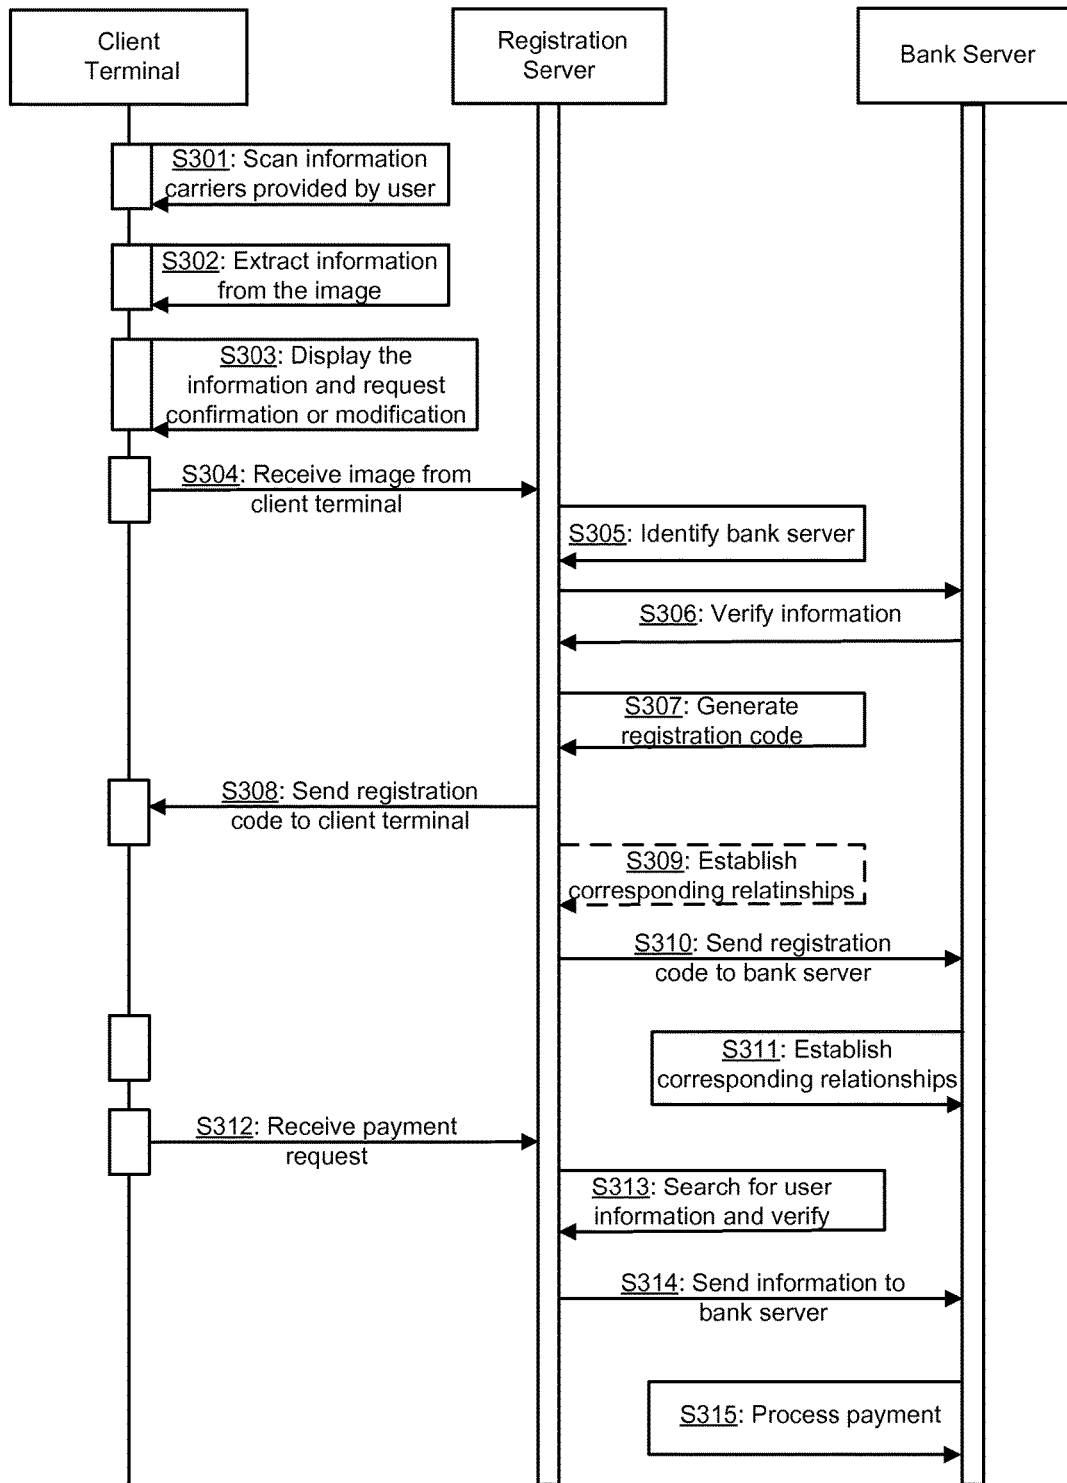 Client
Terminal
Registration
Server
Bank Server
S301: Scan information
carriers provided by user
S302: Extract information
from the image
S303: Display the
information and request
confirmation or modification
S304: Receive image from
client terminal
S305: Identify bank server
S306: Verify information
S307: Generate
registration code
S308: Send registration
code to client terminal
S309: Establish
corresponding relatinships
S310: Send registration
code to bank server
S311: Establish
corresponding relationships
S312: Receive payment
request
S313: Search for user
information and verify
S314: Send information to
bank server
S315: Process payment